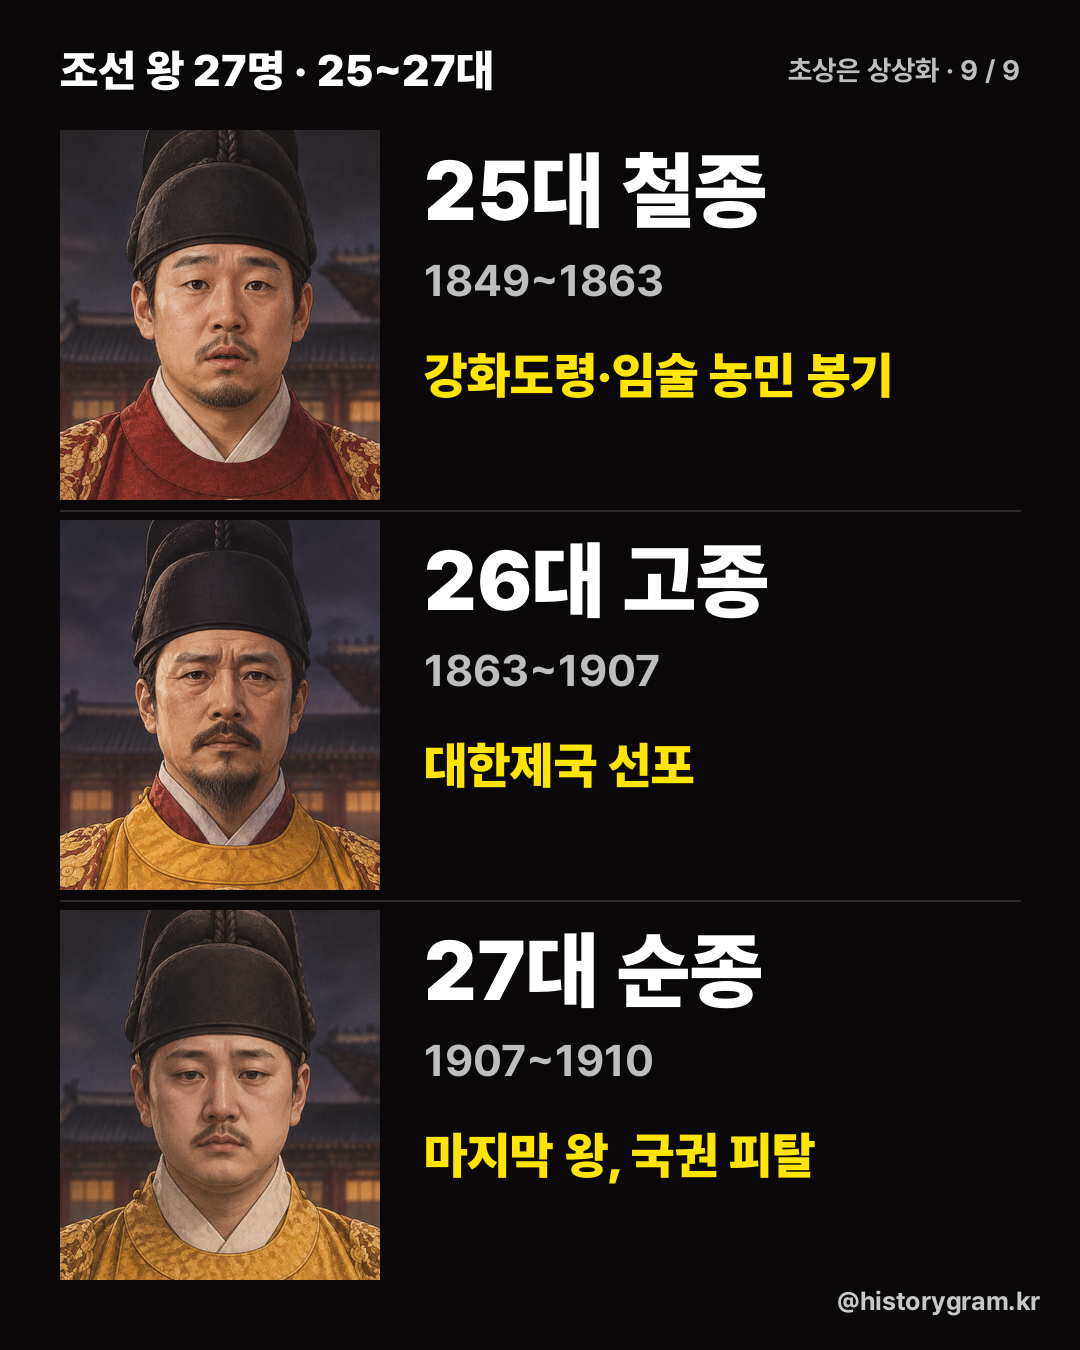 조선 왕 27명 · 25~27대
초상은 상상화 · 9 / 9
25대 철종
1849~1863
강화도령·임술 농민 봉기
26대 고종
1863~1907
대한제국 선포
27대 순종
1907~1910
마지막 왕, 국권 피탈
@historygram.kr